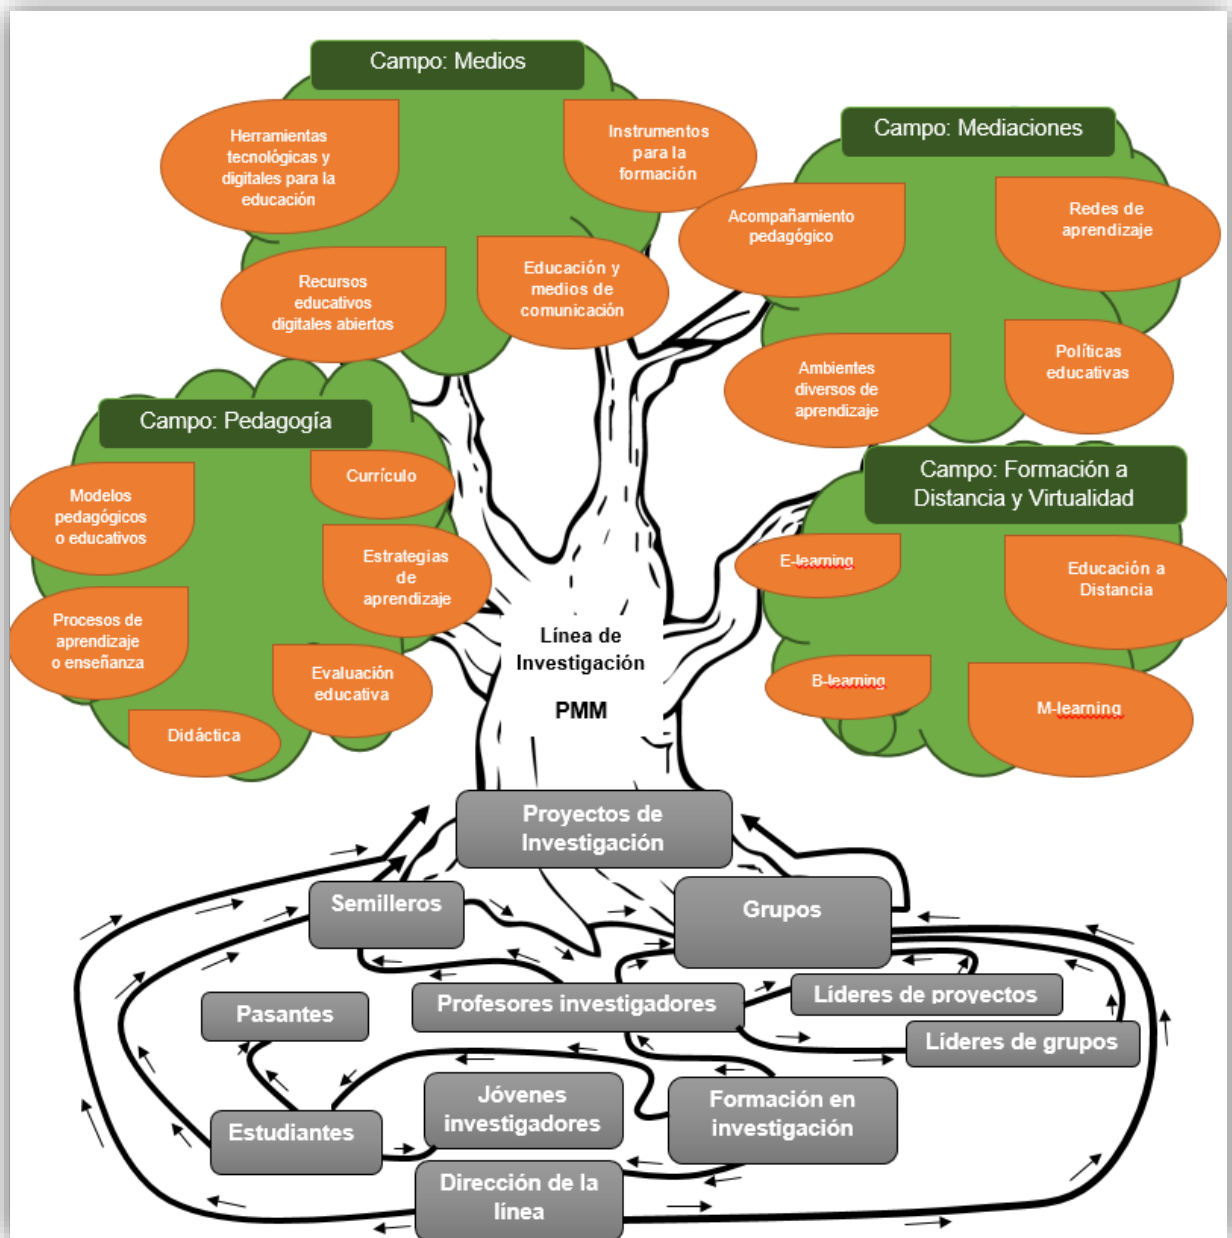 Campo: Medios
Herramientas
tecnológicas y
digitales para la
educación
Instrumentos
para la
formación
Recursos
educativos
digitales abiertos
Educación y
medios de
comunicación
Campo: Mediaciones
Acompañamiento
pedagógico
Redes de
aprendizaje
Ambientes
diversos de
aprendizaje
Políticas
educativas
Campo: Pedagogía
Modelos
pedagógicos
o educativos
Currículo
Estrategias
de
aprendizaje
Procesos de
aprendizaje
o enseñanza
Evaluación
educativa
Didáctica
Campo: Formación a
Distancia y Virtualidad
E-learning
Educación a
Distancia
B-learning
M-learning
Línea de
Investigación
PMM
Proyectos de
Investigación
Semilleros
Grupos
Profesores investigadores
Líderes de proyectos
Pasantes
Líderes de grupos
Jóvenes
investigadores
Formación en
investigación
Estudiantes
Dirección de la
línea